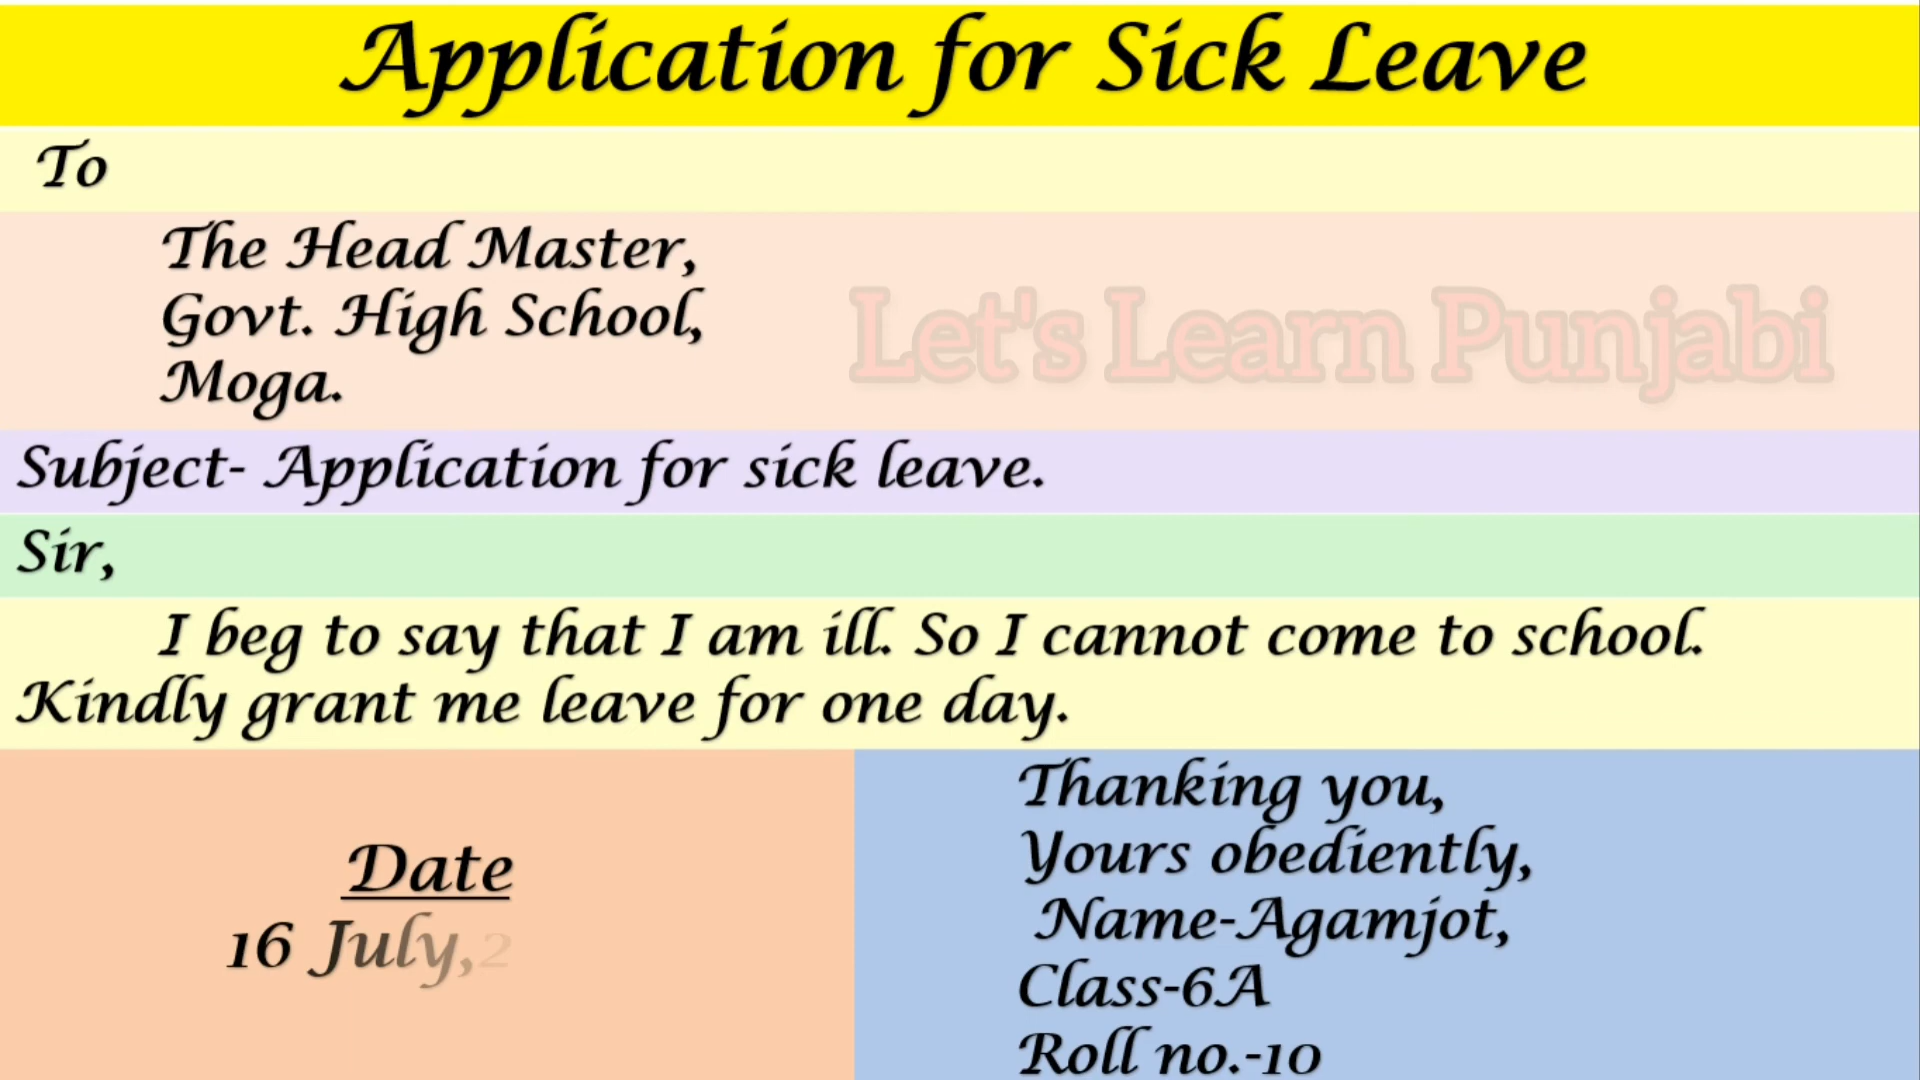 Application for Sick Leave
To
The Head Master,
Govt. High School,
Moga.
Let's Learn Punjabi
Subject- Application for sick leave.
Sir,
I beg to say that I am ill. So I cannot come to school.
Kindly grant me leave for one day.
Date
16 July,2
Thanking you,
Yours obediently,
Name-Agamjot,
Class-6A
Roll no.-10